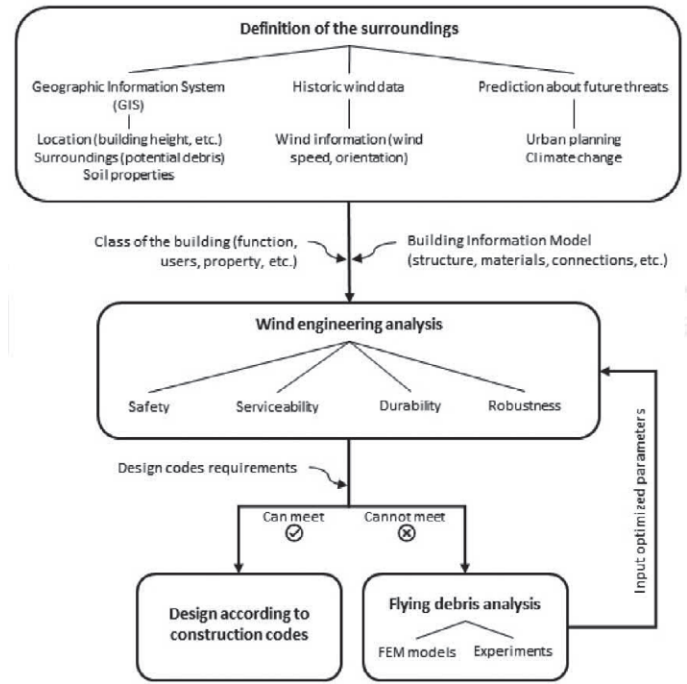 Definition of the surroundings
Geographic Information System
(GIS)
Historic wind data
Prediction about future threats
Location (building height, etc.)
Surroundings (potential debris)
Soil properties
Wind information (wind
speed, orientation)
Urban planning
Climate change
Class of the building (function,
users, property, etc.)
Building Information Model
(structure, materials, connections, etc.)
Wind engineering analysis
Safety
Serviceability
Durability
Robustness
Input optimized parameters
Design codes requirements
Can meet
Cannot meet
Design according to
construction codes
Flying debris analysis
FEM models
Experiments